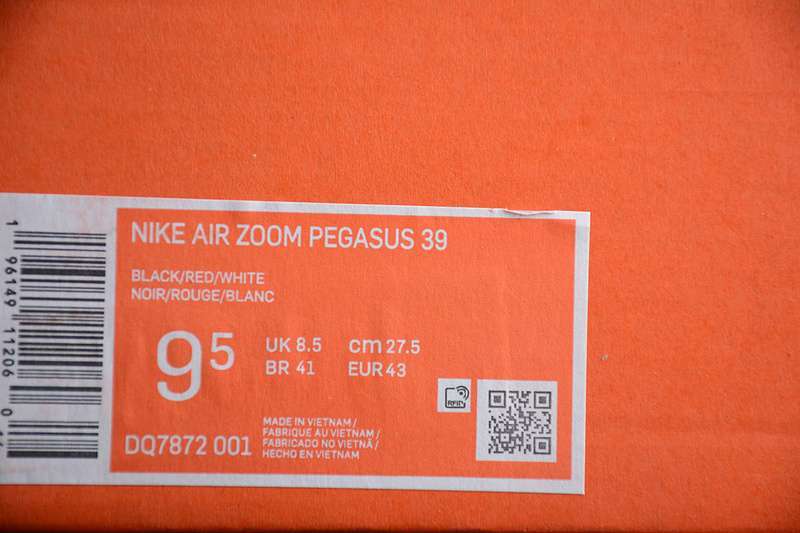 NIKE AIR ZOOM PEGASUS 39
BLACK/RED/WHITE
NOIR/ROUGE/BLANC
9 5
UK 8.5 cm 27.5
BR 41 EUR 43
RFID
DQ7872 001
MADE IN VIETNAM/
FABRIQUE AU VIETNAM/
FABRICADO NO VIETNÃ/
HECHO EN VIETNAM
1 96149 11206 0